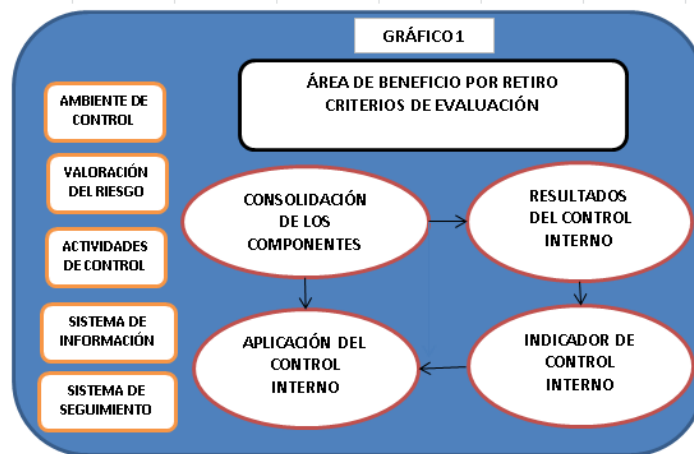 GRÁFICO 1
ÁREA DE BENEFICIO POR RETIRO
CRITERIOS DE EVALUACIÓN
AMBIENTE DE
CONTROL
VALORACIÓN
DEL RIESGO
ACTIVIDADES
DE CONTROL
SISTEMA DE
INFORMACIÓN
SISTEMA DE
SEGUIMIENTO
CONSOLIDACIÓN
DE LOS
COMPONENTES
RESULTADOS
DEL CONTROL
INTERNO
APLICACIÓN DEL
CONTROL
INTERNO
INDICADOR DE
CONTROL
INTERNO